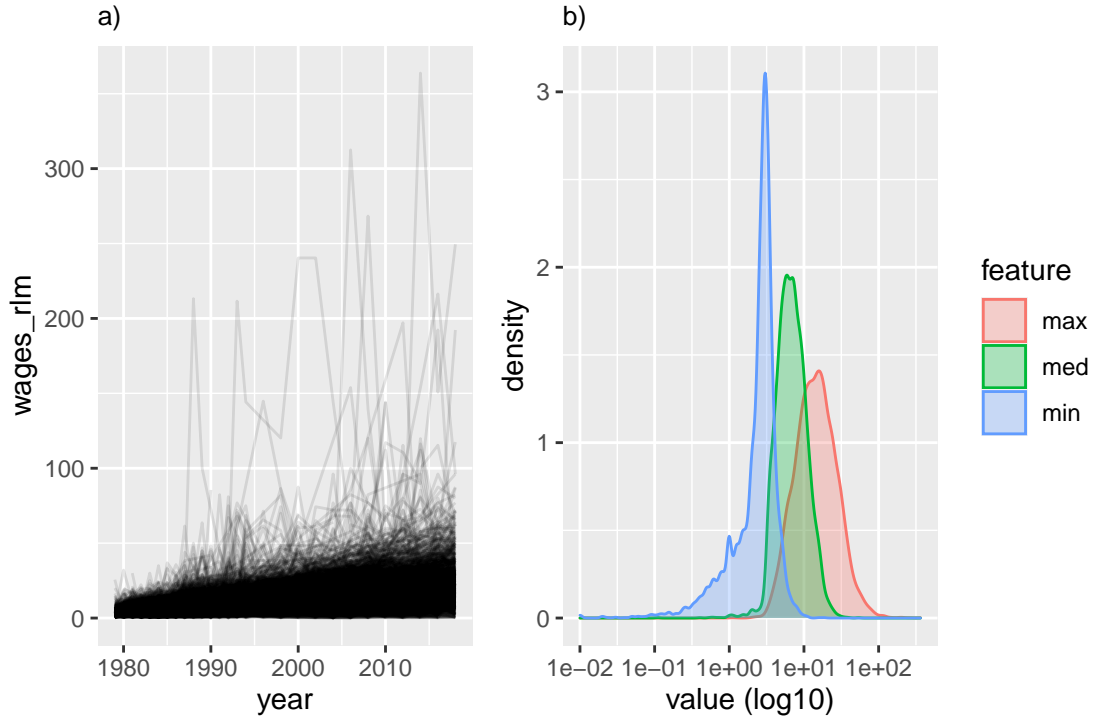 a)
wages_rlm
300
200
100
0
1980 1990 2000 2010
year
b)
density
3
2
1
0
1e−02 1e−01 1e+00 1e+01 1e+02
value (log10)
feature
max
med
min